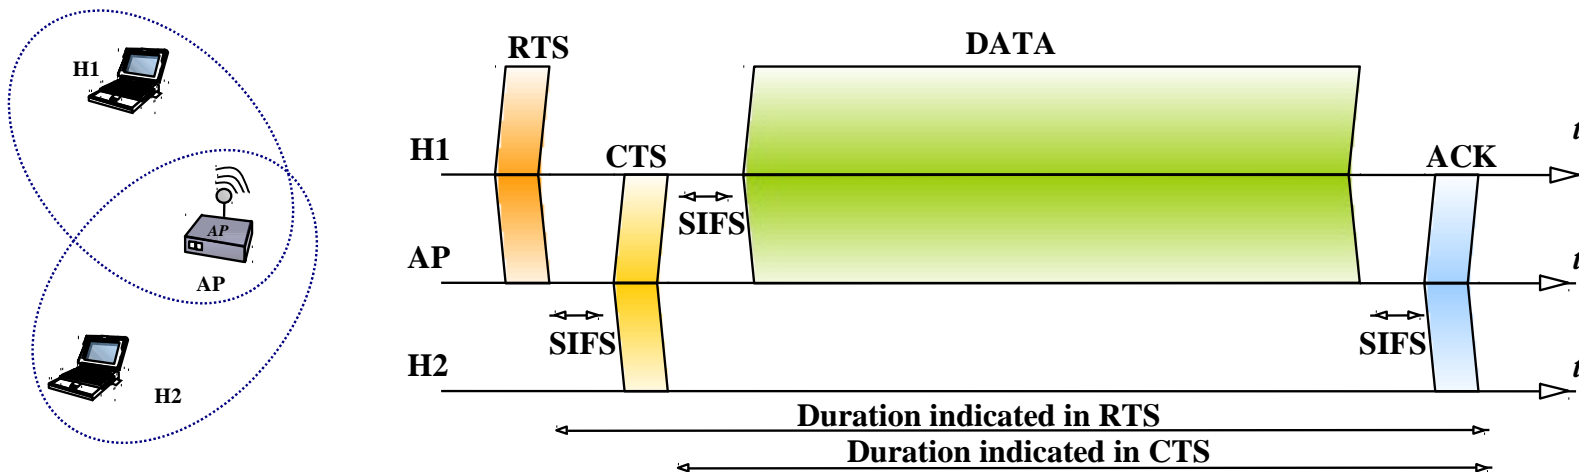 H1
AP
AP
H2
RTS
DATA
H1
t
CTS
ACK
SIFS
AP
t
SIFS
SIFS
H2
t
Duration indicated in RTS
Duration indicated in CTS